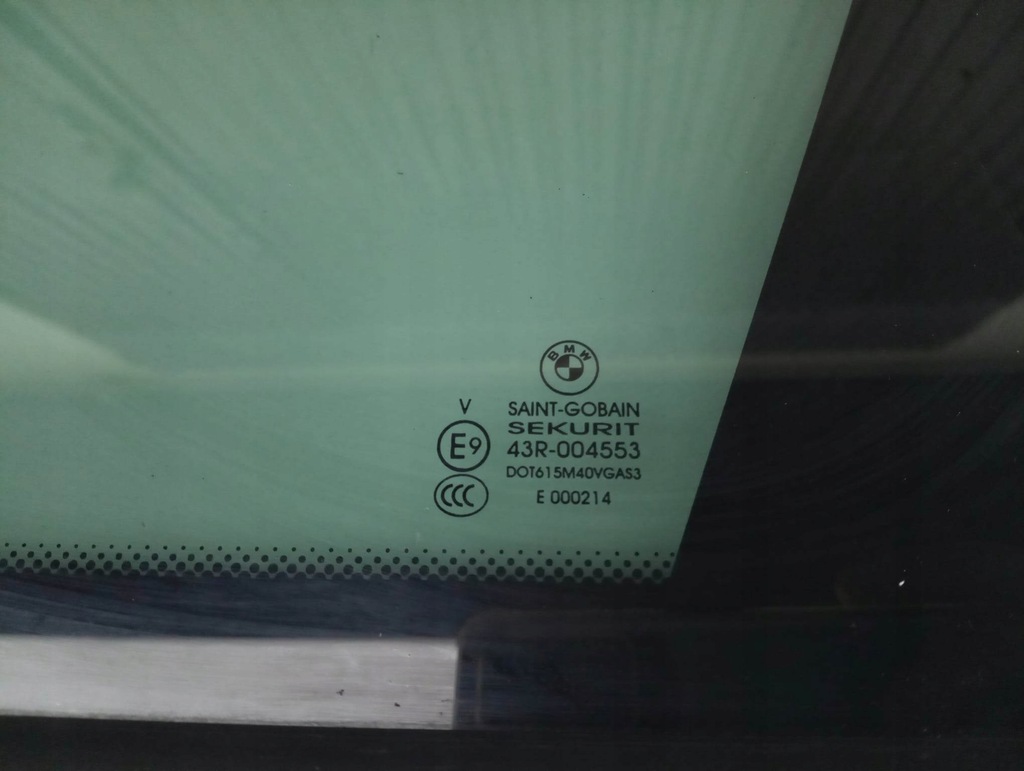 BMW
V
SAINT-GOBAIN
SEKURIT
E9
43R-004553
DOT615M40VGAS3
CCC
E 000214